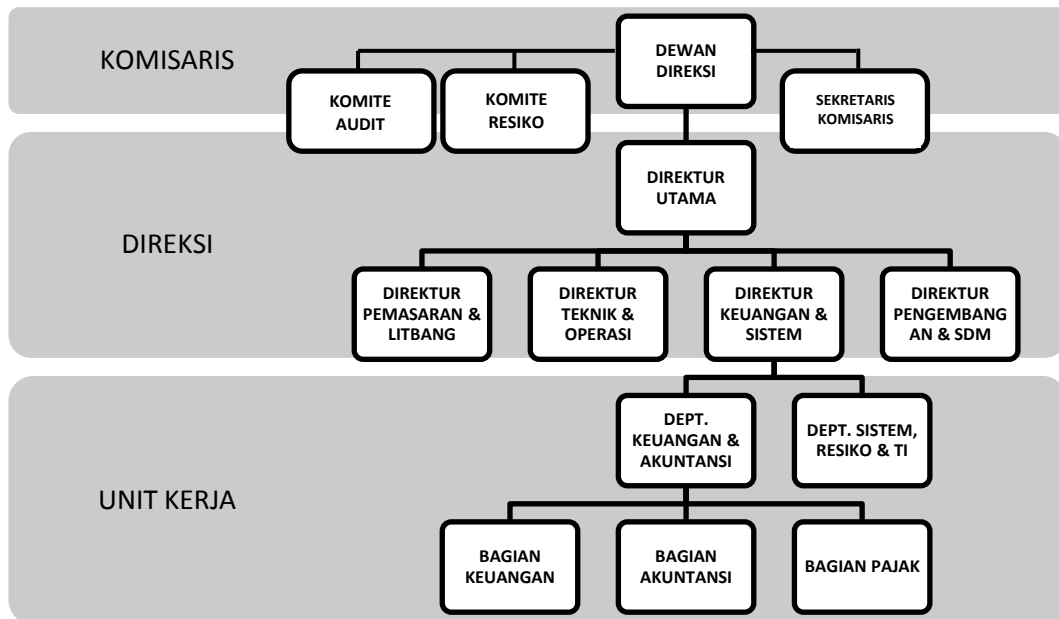 KOMISARIS
DEWAN
DIREKSI
KOMITE
AUDIT
KOMITE
RESIKO
SEKRETARIS
KOMISARIS
DIREKSI
DIREKTUR
UTAMA
DIREKTUR
PEMASARAN &
LITBANG
DIREKTUR
TEKNIK &
OPERASI
DIREKTUR
KEUANGAN &
SISTEM
DIREKTUR
PENGEMBANG
AN & SDM
UNIT KERJA
DEPT.
KEUANGAN &
AKUNTANSI
DEPT. SISTEM,
RESIKO & TI
BAGIAN
KEUANGAN
BAGIAN
AKUNTANSI
BAGIAN PAJAK